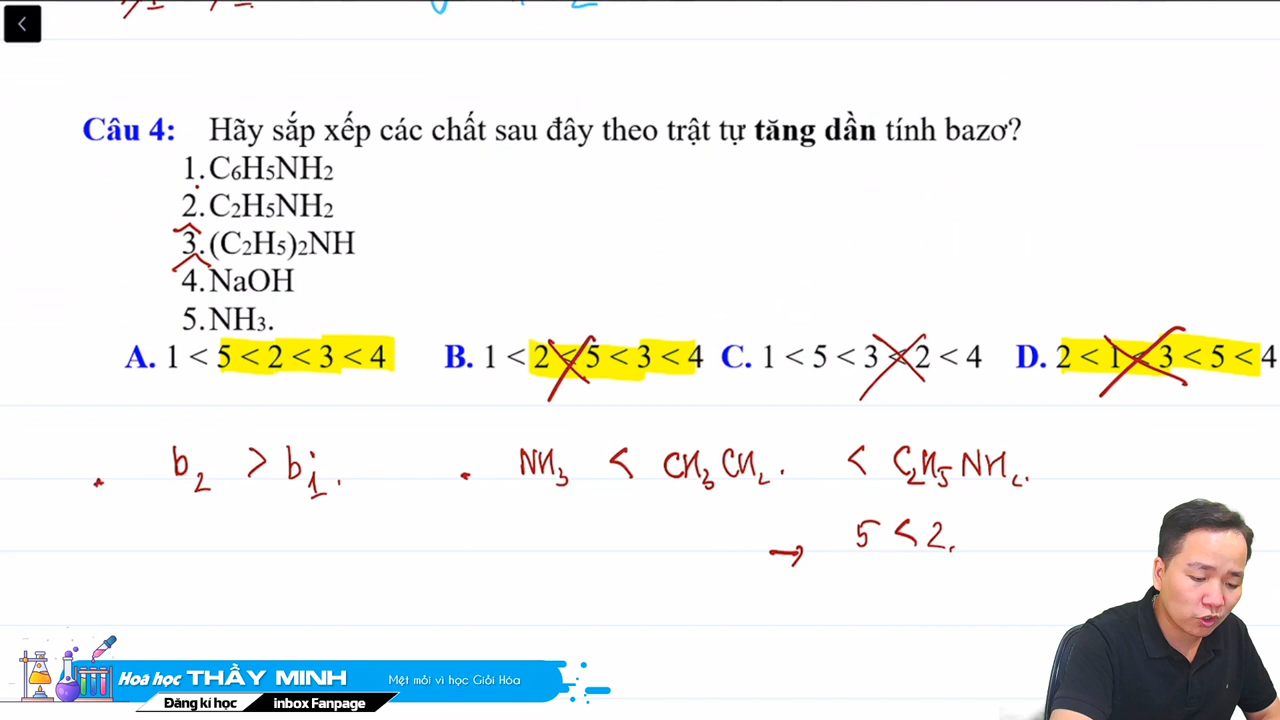 Câu 4: Hãy sắp xếp các chất sau đây theo trật tự tăng dần tính bazơ?
1. C₆H₅NH₂
2. C₂H₅NH₂
3. (C₂H₅)₂NH
4. NaOH
5. NH₃.
A. 1 < 5 < 2 < 3 < 4 B. 1 < 2 < 5 < 3 < 4 C. 1 < 5 < 3 < 2 < 4 D. 2 < 1 < 3 < 5 < 4
b₂ > b₁. NH₃ < CH₃CH₂. < C₂H₅NH₂.
→ 5 < 2.
Hoá học THẦY MINH
Mệt mỏi vì học Giỏi Hóa
Đăng kí học inbox Fanpage